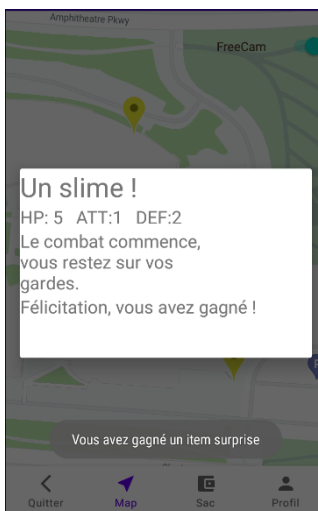 Amphitheatre Pkwy
FreeCam
Un slime !
HP: 5 ATT:1 DEF:2
Le combat commence,
vous restez sur vos
gardes.
Félicitation, vous avez gagné !
Vous avez gagné un item surprise
Quitter Map Sac Profil